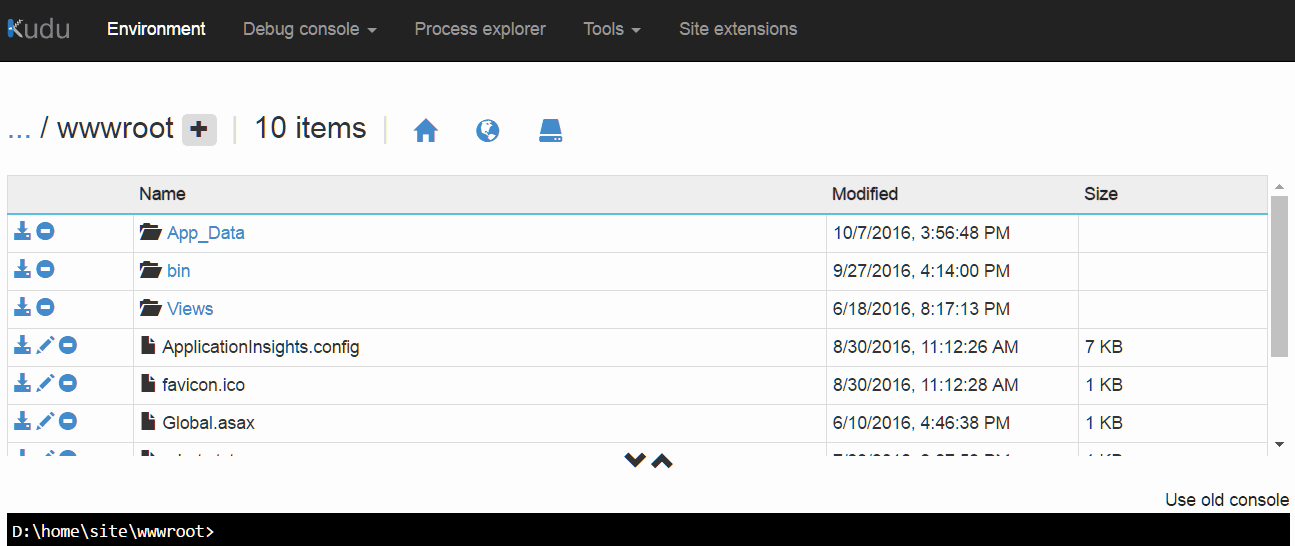 Kudu Environment Debug console Process explorer Tools Site extensions
... / wwwroot + | 10 items |
Name Modified Size
App_Data 10/7/2016, 3:56:48 PM
bin 9/27/2016, 4:14:00 PM
Views 6/18/2016, 8:17:13 PM
ApplicationInsights.config 8/30/2016, 11:12:26 AM 7 KB
favicon.ico 8/30/2016, 11:12:28 AM 1 KB
Global.asax 6/10/2016, 4:46:38 PM 1 KB
Use old console
D:\home\site\wwwroot>